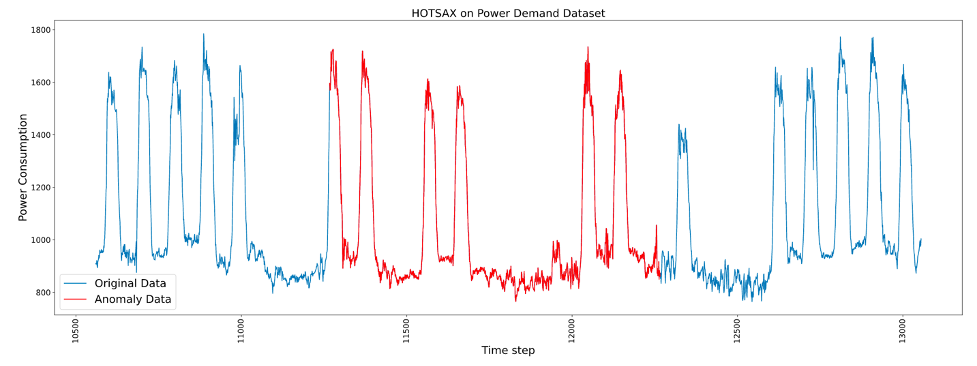 HOTSAX on Power Demand Dataset
1800
1600
1400
1200
1000
800
Power Consumption
Original Data
Anomaly Data
10500
11000
11500
12000
12500
13000
Time step